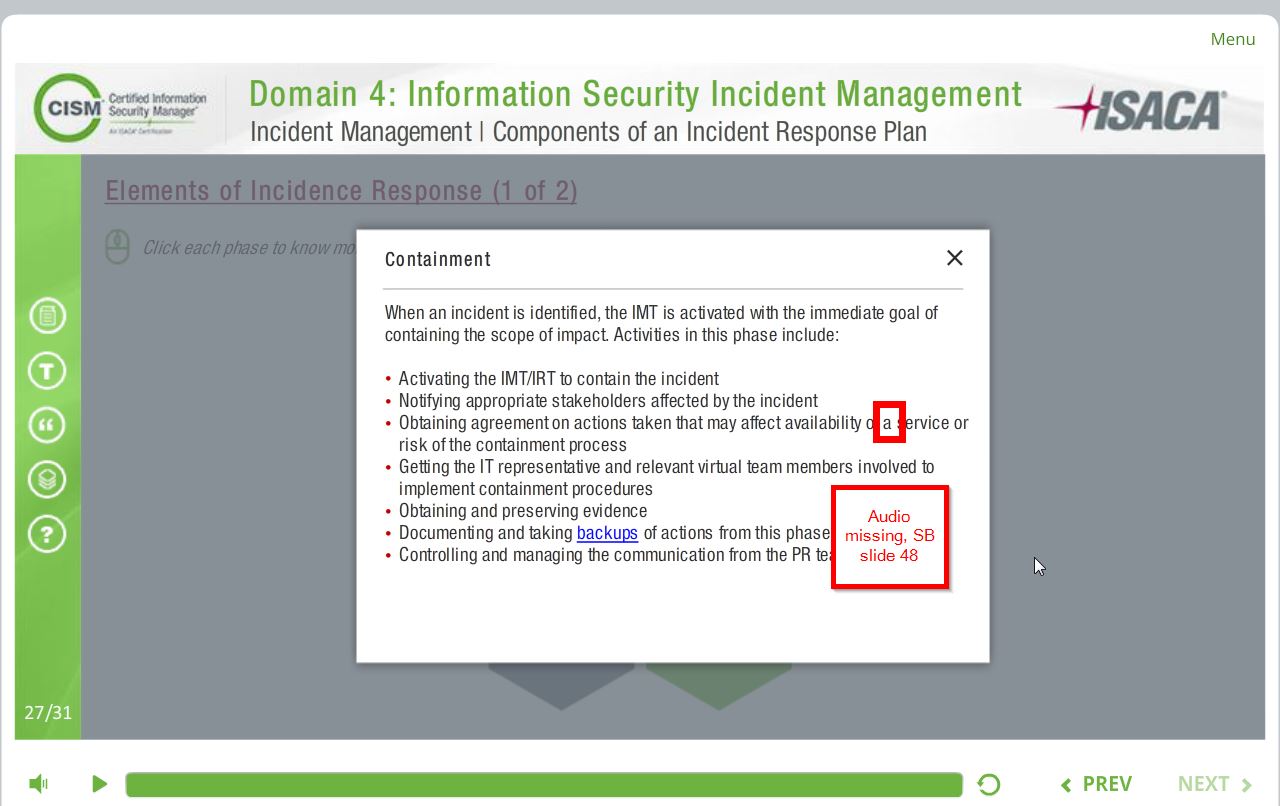 Menu
CISM Certified Information
Security Manager®
An ISACA® Certification
Domain 4: Information Security Incident Management
Incident Management | Components of an Incident Response Plan
ISACA®
Elements of Incidence Response (1 of 2)
Click each phase to know
Containment
When an incident is identified, the IMT is activated with the immediate goal of
containing the scope of impact. Activities in this phase include:
• Activating the IMT/IRT to contain the incident
• Notifying appropriate stakeholders affected by the incident
• Obtaining agreement on actions taken that may affect availability a service or
risk of the containment process
• Getting the IT representative and relevant virtual team members involved to
implement containment procedures
• Obtaining and preserving evidence
• Documenting and taking backups of actions from this phase
• Controlling and managing the communication from the PR
Audio
missing, SB
slide 48
T
“
?
27/31
PREV
NEXT